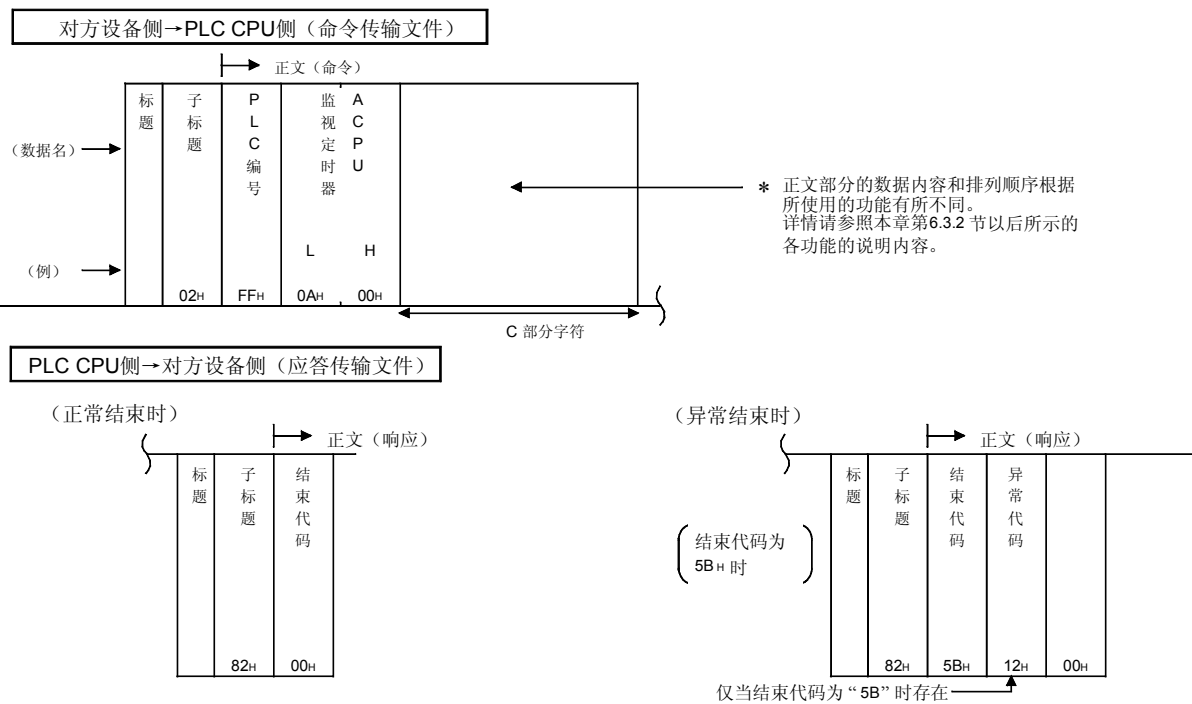 对方设备侧→PLC CPU侧（命令传输文件）
正文（命令）
标题
子标题
PLC编号
监视定时器
ACPU
（数据名）
L
H
（例）
02H
FFH
0AH
00H
＊ 正文部分的数据内容和排列顺序根据
所使用的功能有所不同。
详情请参照本章第6.3.2 节以后所示的
各功能的说明内容。
C 部分字符
PLC CPU侧→对方设备侧（应答传输文件）
（正常结束时）
正文（响应）
标题
子标题
结束代码
82H
00H
（异常结束时）
正文（响应）
标题
子标题
结束代码
异常代码
结束代码为
5BH 时
82H
5BH
12H
00H
仅当结束代码为“5B”时存在